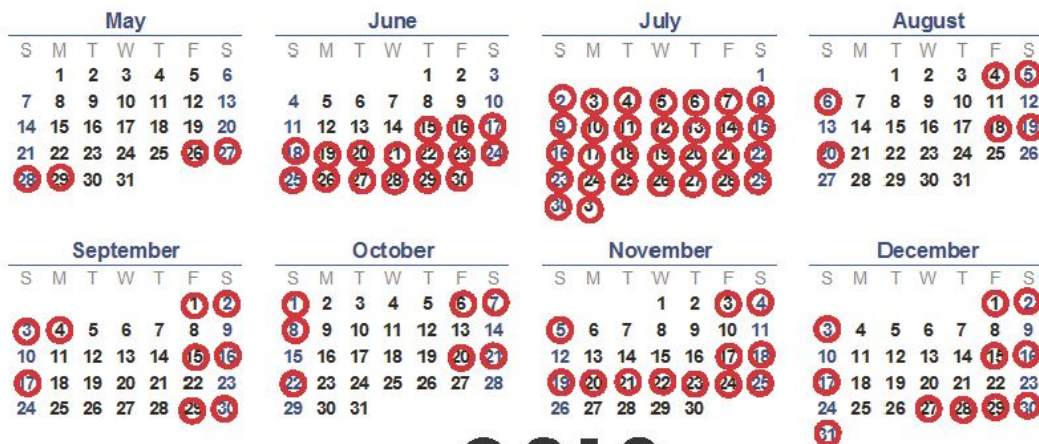 May June July August
S M T W T F S S M T W T F S S M T W T F S S M T W T F S
1 2 3 4 5 6 1 2 3 1 1 2 3 4 5
7 8 9 10 11 12 13 4 5 6 7 8 9 10 2 3 4 5 6 7 8 6 7 8 9 10 11 12
14 15 16 17 18 19 20 11 12 13 14 15 16 17 9 10 11 12 13 14 15 13 14 15 16 17 18 19
21 22 23 24 25 26 27 18 19 20 21 22 23 24 16 17 18 19 20 21 22 20 21 22 23 24 25 26
28 29 30 31 25 26 27 28 29 30 23 24 25 26 27 28 29 27 28 29 30 31
30 31
September October November December
S M T W T F S S M T W T F S S M T W T F S S M T W T F S
1 2 1 2 3 4 5 6 7 1 2 3 4 1 2
3 4 5 6 7 8 9 8 9 10 11 12 13 14 5 6 7 8 9 10 11 3 4 5 6 7 8 9
10 11 12 13 14 15 16 15 16 17 18 19 20 21 12 13 14 15 16 17 18 10 11 12 13 14 15 16
17 18 19 20 21 22 23 22 23 24 25 26 27 28 19 20 21 22 23 24 25 17 18 19 20 21 22 23
24 25 26 27 28 29 30 29 30 31 26 27 28 29 30 24 25 26 27 28 29 30
31